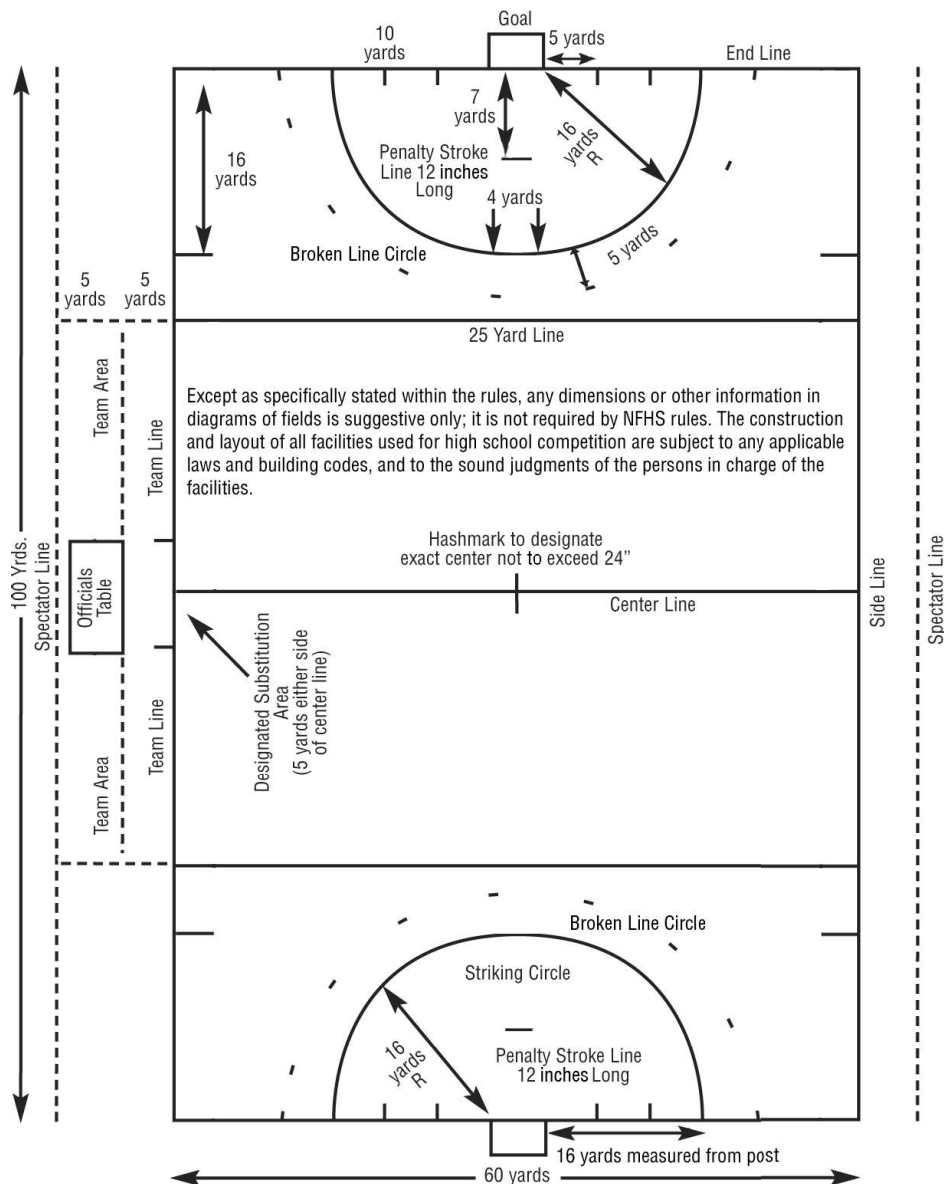 Goal
10
yards
5 yards
End Line
7
yards
16
yards
R
16
yards
Penalty Stroke
Line 12 inches
Long
4 yards
5 yards
Broken Line Circle
5
yards
5
yards
25 Yard Line
Team Area
Team Line
Except as specifically stated within the rules, any dimensions or other information in
diagrams of fields is suggestive only; it is not required by NFHS rules. The construction
and layout of all facilities used for high school competition are subject to any applicable
laws and building codes, and to the sound judgments of the persons in charge of the
facilities.
Hashmark to designate
exact center not to exceed 24”
100 Yrds.
Spectator Line
Officials
Table
Center Line
Side Line
Spectator Line
Designated Substitution
Area
(5 yards either side
of center line)
Team Line
Team Area
Broken Line Circle
Striking Circle
16
yards
R
Penalty Stroke Line
12 inches Long
16 yards measured from post
60 yards